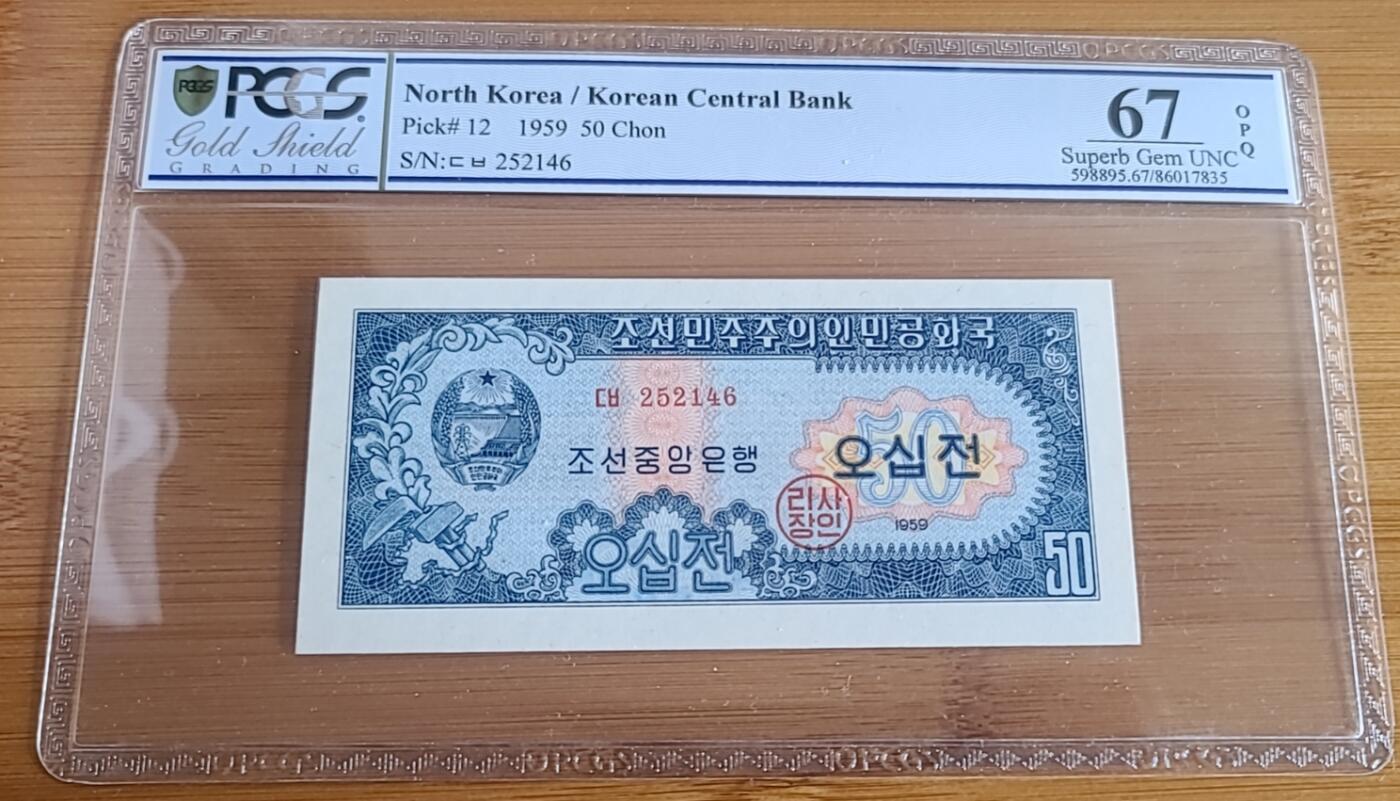 PCGS
PCGS
Gold Shield
GRADING
North Korea / Korean Central Bank
Pick# 12 1959 50 Chon
S/N:ㄷㅂ 252146
67
OPQ
Superb Gem UNC
598895.67/86017835
조선민주주의인민공화국
ㄷㅂ 252146
조선중앙은행
50
오십전
리사
장인
1959
오십전
50